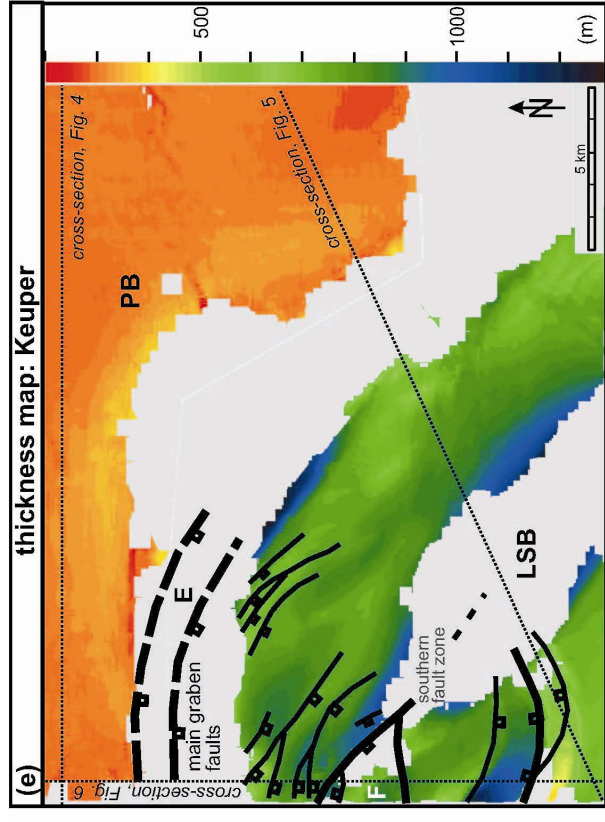 (e)
thickness map: Keuper
500
1000
(m)
cross-section, Fig. 4
cross-section, Fig. 5
cross-section, Fig. 6
PB
N
5 km
E
main graben
faults
southern
fault zone
LSB
F